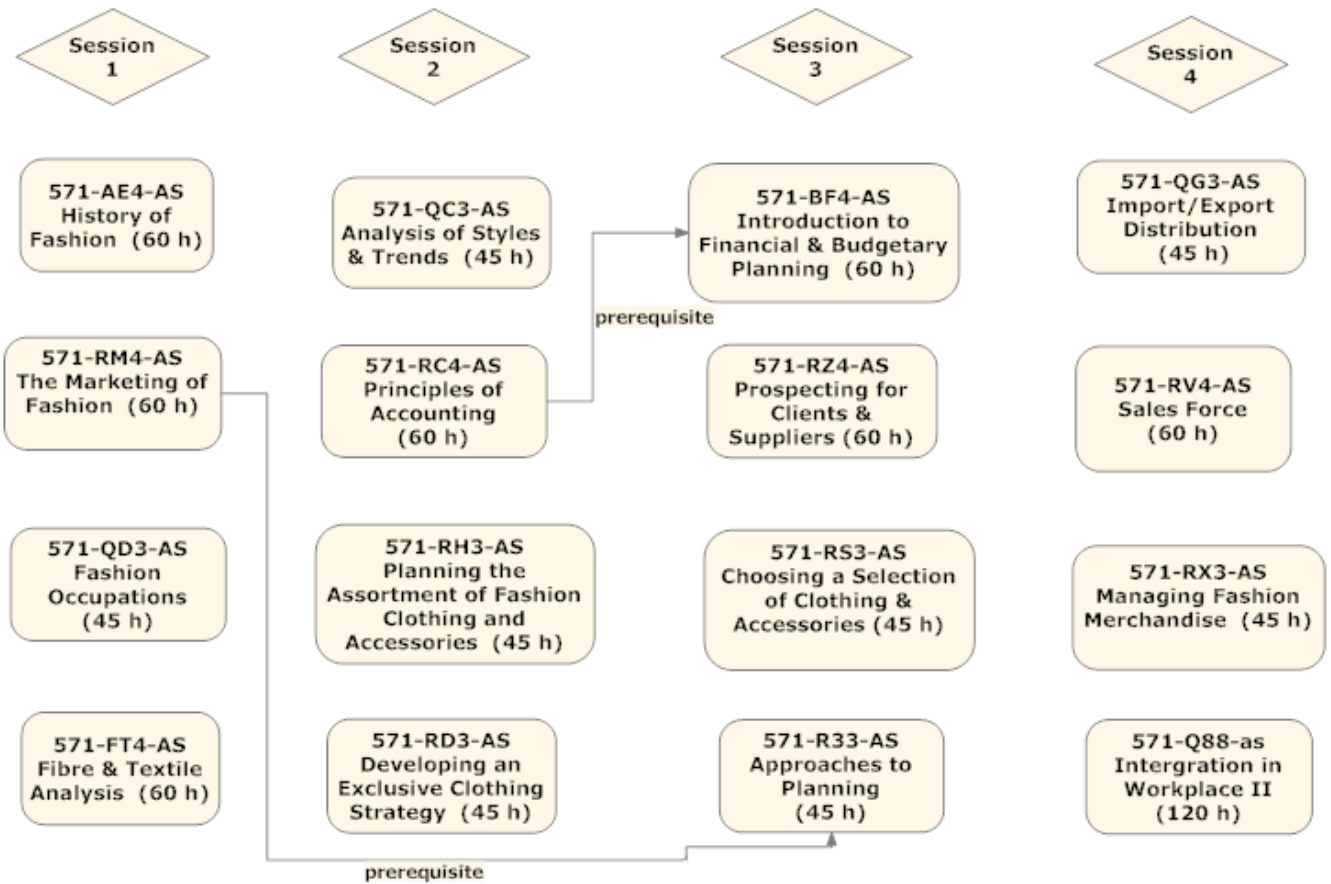 Session
1
Session
2
Session
3
Session
4
571-AE4-AS
History of
Fashion (60 h)
571-QC3-AS
Analysis of Styles
& Trends (45 h)
571-BF4-AS
Introduction to
Financial & Budgetary
Planning (60 h)
571-QG3-AS
Import/Export
Distribution
(45 h)
prerequisite
571-RM4-AS
The Marketing of
Fashion (60 h)
571-RC4-AS
Principles of
Accounting
(60 h)
571-RZ4-AS
Prospecting for
Clients &
Suppliers (60 h)
571-RV4-AS
Sales Force
(60 h)
571-QD3-AS
Fashion
Occupations
(45 h)
571-RH3-AS
Planning the
Assortment of Fashion
Clothing and
Accessories (45 h)
571-RS3-AS
Choosing a Selection
of Clothing &
Accessories (45 h)
571-RX3-AS
Managing Fashion
Merchandise (45 h)
571-FT4-AS
Fibre & Textile
Analysis (60 h)
571-RD3-AS
Developing an
Exclusive Clothing
Strategy (45 h)
571-R33-AS
Approaches to
Planning
(45 h)
571-Q88-as
Intergration in
Workplace II
(120 h)
prerequisite